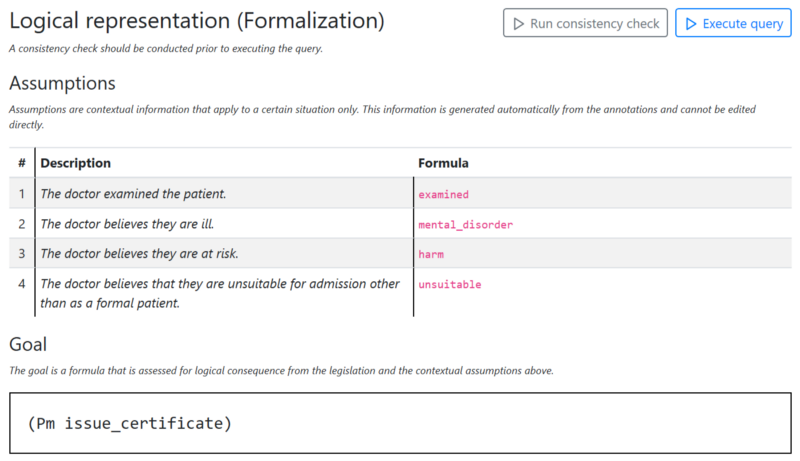 Logical representation (Formalization)
Run consistency check
Execute query
A consistency check should be conducted prior to executing the query.
Assumptions
Assumptions are contextual information that apply to a certain situation only. This information is generated automatically from the annotations and cannot be edited
directly.
# Description Formula
1 The doctor examined the patient. examined
2 The doctor believes they are ill. mental_disorder
3 The doctor believes they are at risk. harm
4 The doctor believes that they are unsuitable for admission other unsuitable
than as a formal patient.
Goal
The goal is a formula that is assessed for logical consequence from the legislation and the contextual assumptions above.
(Pm issue_certificate)